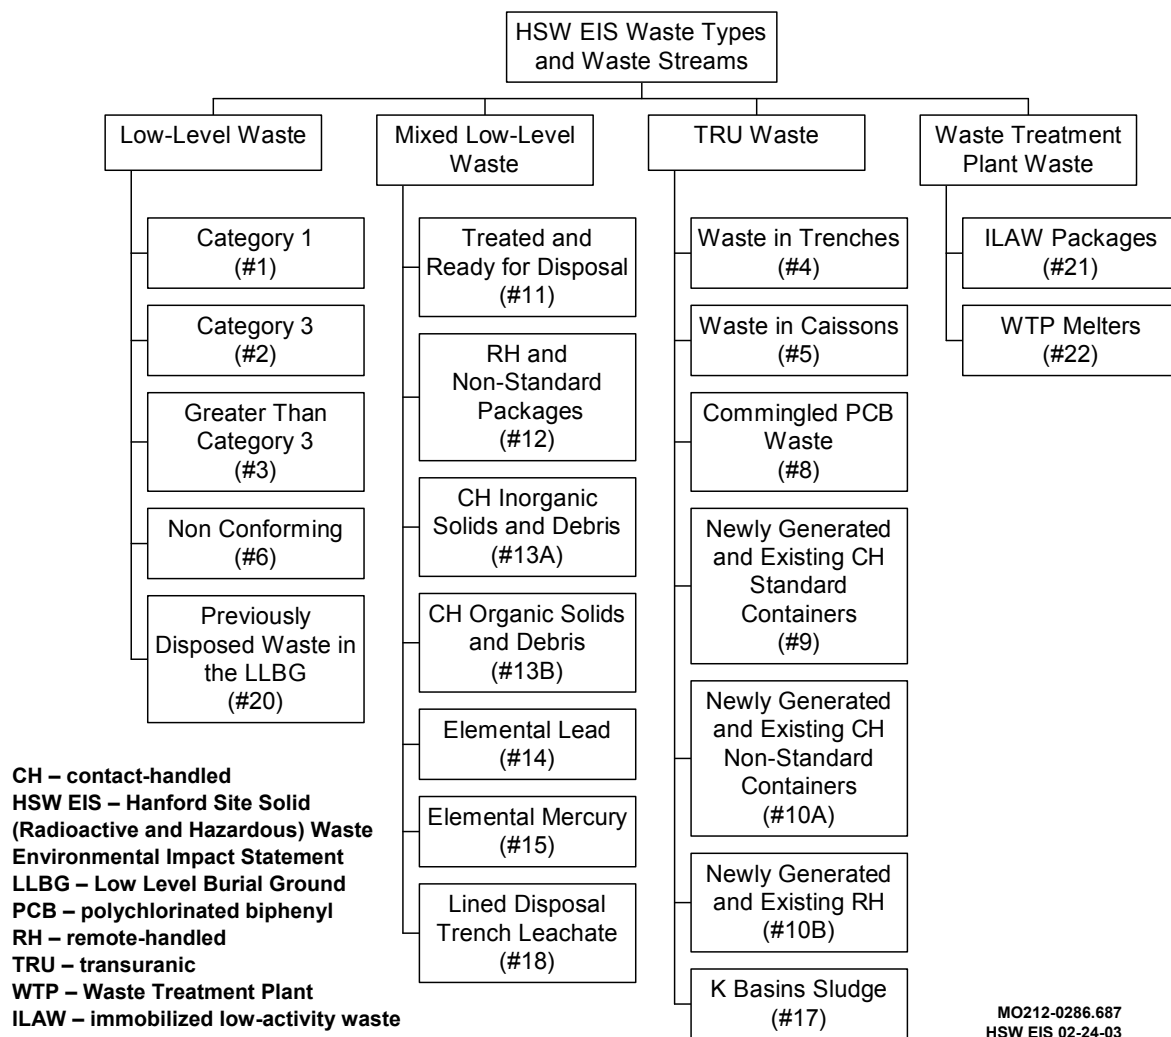 HSW EIS Waste Types
and Waste Streams
Low-Level Waste
Category 1
(#1)
Category 3
(#2)
Greater Than
Category 3
(#3)
Non Conforming
(#6)
Previously
Disposed Waste in
the LLBG
(#20)
Mixed Low-Level
Waste
Treated and
Ready for Disposal
(#11)
RH and
Non-Standard
Packages
(#12)
CH Inorganic
Solids and Debris
(#13A)
CH Organic Solids
and Debris
(#13B)
Elemental Lead
(#14)
Elemental Mercury
(#15)
Lined Disposal
Trench Leachate
(#18)
TRU Waste
Waste in Trenches
(#4)
Waste in Caissons
(#5)
Commingled PCB
Waste
(#8)
Newly Generated
and Existing CH
Standard
Containers
(#9)
Newly Generated
and Existing CH
Non-Standard
Containers
(#10A)
Newly Generated
and Existing RH
(#10B)
K Basins Sludge
(#17)
Waste Treatment
Plant Waste
ILAW Packages
(#21)
WTP Melters
(#22)
CH – contact-handled
HSW EIS – Hanford Site Solid
(Radioactive and Hazardous) Waste
Environmental Impact Statement
LLBG – Low Level Burial Ground
PCB – polychlorinated biphenyl
RH – remote-handled
TRU – transuranic
WTP – Waste Treatment Plant
ILAW – immobilized low-activity waste
MO212-0286.687
HSW EIS 02-24-03